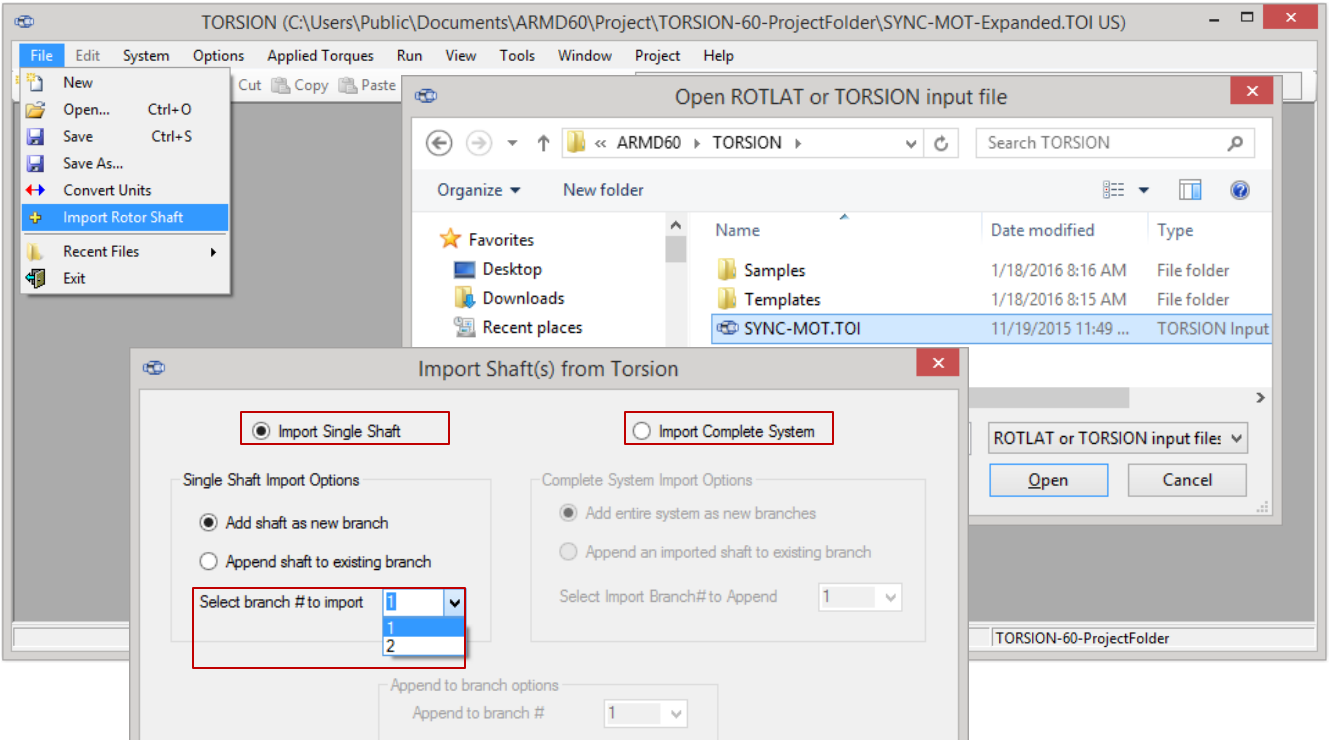 TORSION (C:\Users\Public\Documents\ARMD60\Project\TORSION-60-ProjectFolder\SYNC-MOT-Expanded.TOI US)
File Edit System Options Applied Torques Run View Tools Window Project Help
Cut Copy Paste
New
Open... Ctrl+O
Save Ctrl+S
Save As...
Convert Units
Import Rotor Shaft
Recent Files
Exit
Open ROTLAT or TORSION input file
« ARMD60 TORSION
Search TORSION
Organize New folder
Name Date modified Type
Favorites
Desktop
Downloads
Recent places
Samples 1/18/2016 8:16 AM File folder
Templates 1/18/2016 8:15 AM File folder
SYNC-MOT.TOI 11/19/2015 11:49 ... TORSION Input
ROTLAT or TORSION input files
Open Cancel
Import Shaft(s) from Torsion
Import Single Shaft Import Complete System
Single Shaft Import Options
Add shaft as new branch
Append shaft to existing branch
Select branch # to import 1
1
2
Complete System Import Options
Add entire system as new branches
Append an imported shaft to existing branch
Select Import Branch# to Append 1
Append to branch options
Append to branch # 1
TORSION-60-ProjectFolder